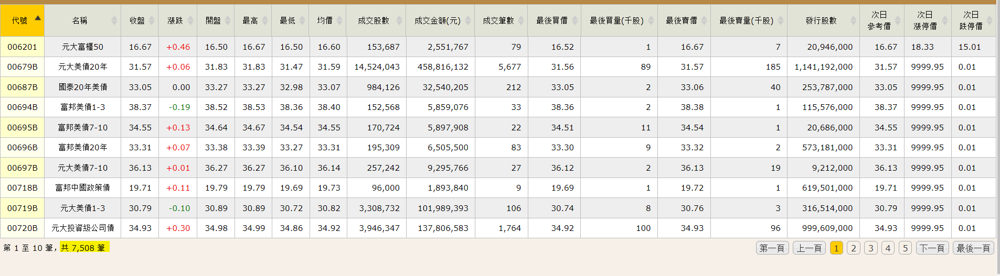 代號 名稱 收盤 漲跌 開盤 最高 最低 均價 成交股數 成交金額(元) 成交筆數 最後買價 最後買量(千股) 最後賣價 最後賣量(千股) 發行股數 次日 參考價 次日 漲停價 次日 跌停價
006201 元大富櫃50 16.67 +0.46 16.50 16.67 16.50 16.60 153,687 2,551,767 79 16.52 1 16.67 7 20,946,000 16.67 18.33 15.01
00679B 元大美債20年 31.57 +0.06 31.83 31.83 31.47 31.59 14,524,043 458,816,132 5,677 31.56 89 31.57 185 1,141,192,000 31.57 9999.95 0.01
00687B 國泰20年美債 33.05 0.00 33.27 33.27 32.98 33.07 984,126 32,540,205 212 33.05 2 33.06 40 253,787,000 33.05 9999.95 0.01
00694B 富邦美債1-3 38.37 -0.19 38.52 38.53 38.36 38.40 152,568 5,859,076 33 38.36 2 38.38 1 115,576,000 38.37 9999.95 0.01
00695B 富邦美債7-10 34.55 +0.13 34.64 34.67 34.54 34.55 170,724 5,897,908 22 34.51 11 34.54 1 20,686,000 34.55 9999.95 0.01
00696B 富邦美債20年 33.31 +0.07 33.38 33.39 33.27 33.31 195,309 6,505,500 83 33.30 9 33.32 2 573,181,000 33.31 9999.95 0.01
00697B 元大美債7-10 36.13 +0.01 36.27 36.27 36.10 36.14 257,242 9,295,766 27 36.12 2 36.13 19 9,212,000 36.13 9999.95 0.01
00718B 富邦中國政策債 19.71 +0.11 19.79 19.79 19.69 19.73 96,000 1,893,840 9 19.69 1 19.72 1 619,501,000 19.71 9999.95 0.01
00719B 元大美債1-3 30.79 -0.10 30.89 30.89 30.72 30.82 3,308,732 101,989,393 106 30.74 8 30.76 3 316,514,000 30.79 9999.95 0.01
00720B 元大投資級公司債 34.93 +0.30 34.98 34.99 34.86 34.92 3,946,347 137,806,583 1,764 34.92 100 34.93 96 999,609,000 34.93 9999.95 0.01
第 1 至 10 筆，共 7,508 筆 第一頁 上一頁 1 2 3 4 5 下一頁 最後一頁